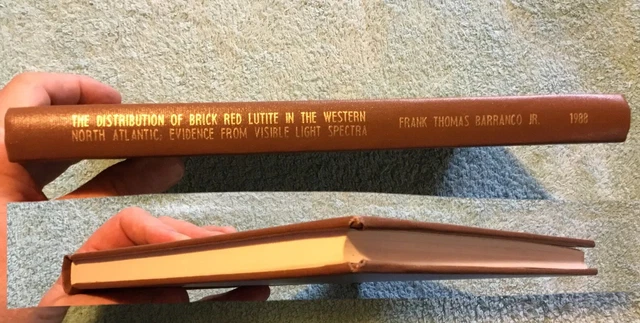 THE DISTRIBUTION OF BRICK RED LUTITE IN THE WESTERN
NORTH ATLANTIC: EVIDENCE FROM VISIBLE LIGHT SPECTRA
FRANK THOMAS BARRANCO JR.
1988